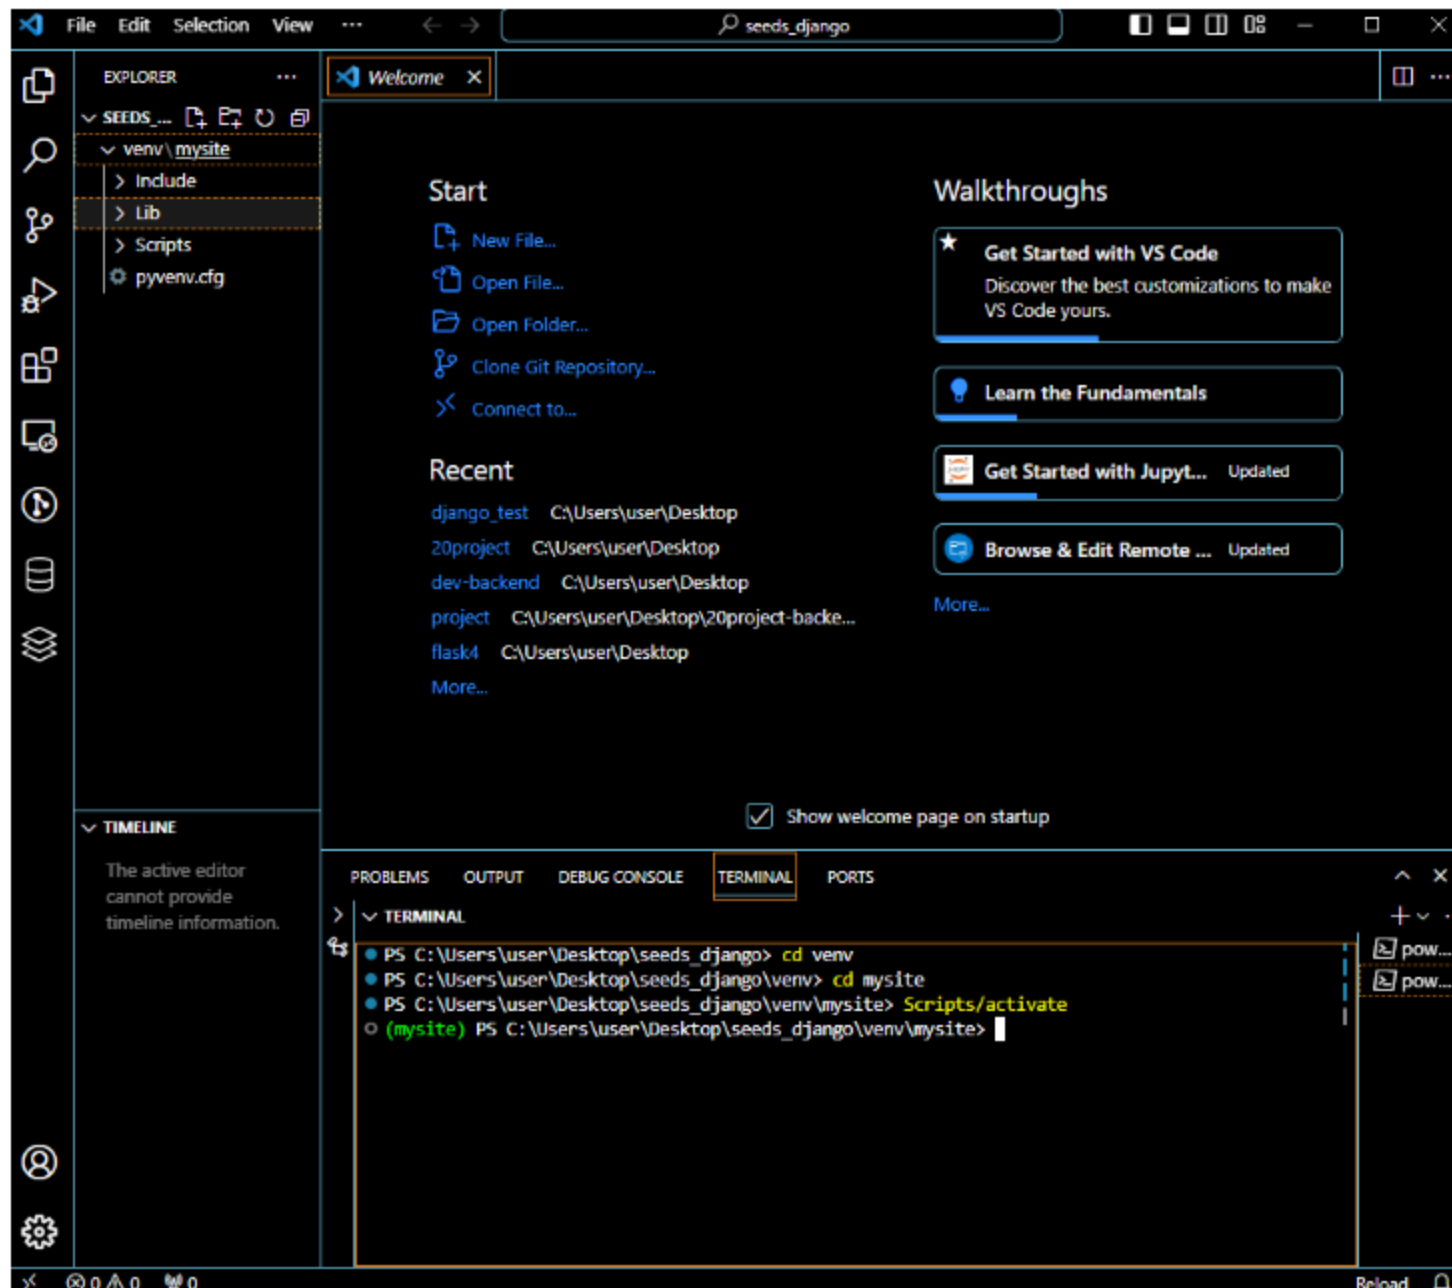 File Edit Selection View ··· seeds_django
EXPLORER ···
SEEDS_...
venv\mysite
Include
Lib
Scripts
pyvenv.cfg
TIMELINE
The active editor
cannot provide
timeline information.
Welcome
Start
New File...
Open File...
Open Folder...
Clone Git Repository...
Connect to...
Recent
django_test C:\Users\user\Desktop
20project C:\Users\user\Desktop
dev-backend C:\Users\user\Desktop
project C:\Users\user\Desktop\20project-backe...
flask4 C:\Users\user\Desktop
More...
Walkthroughs
Get Started with VS Code
Discover the best customizations to make
VS Code yours.
Learn the Fundamentals
Get Started with Jupyt... Updated
Browse & Edit Remote ... Updated
More...
Show welcome page on startup
PROBLEMS OUTPUT DEBUG CONSOLE TERMINAL PORTS
TERMINAL
PS C:\Users\user\Desktop\seeds_django> cd venv
PS C:\Users\user\Desktop\seeds_django\venv> cd mysite
PS C:\Users\user\Desktop\seeds_django\venv\mysite> Scripts/activate
(mysite) PS C:\Users\user\Desktop\seeds_django\venv\mysite>
pow...
pow...
0 0 0 Reload